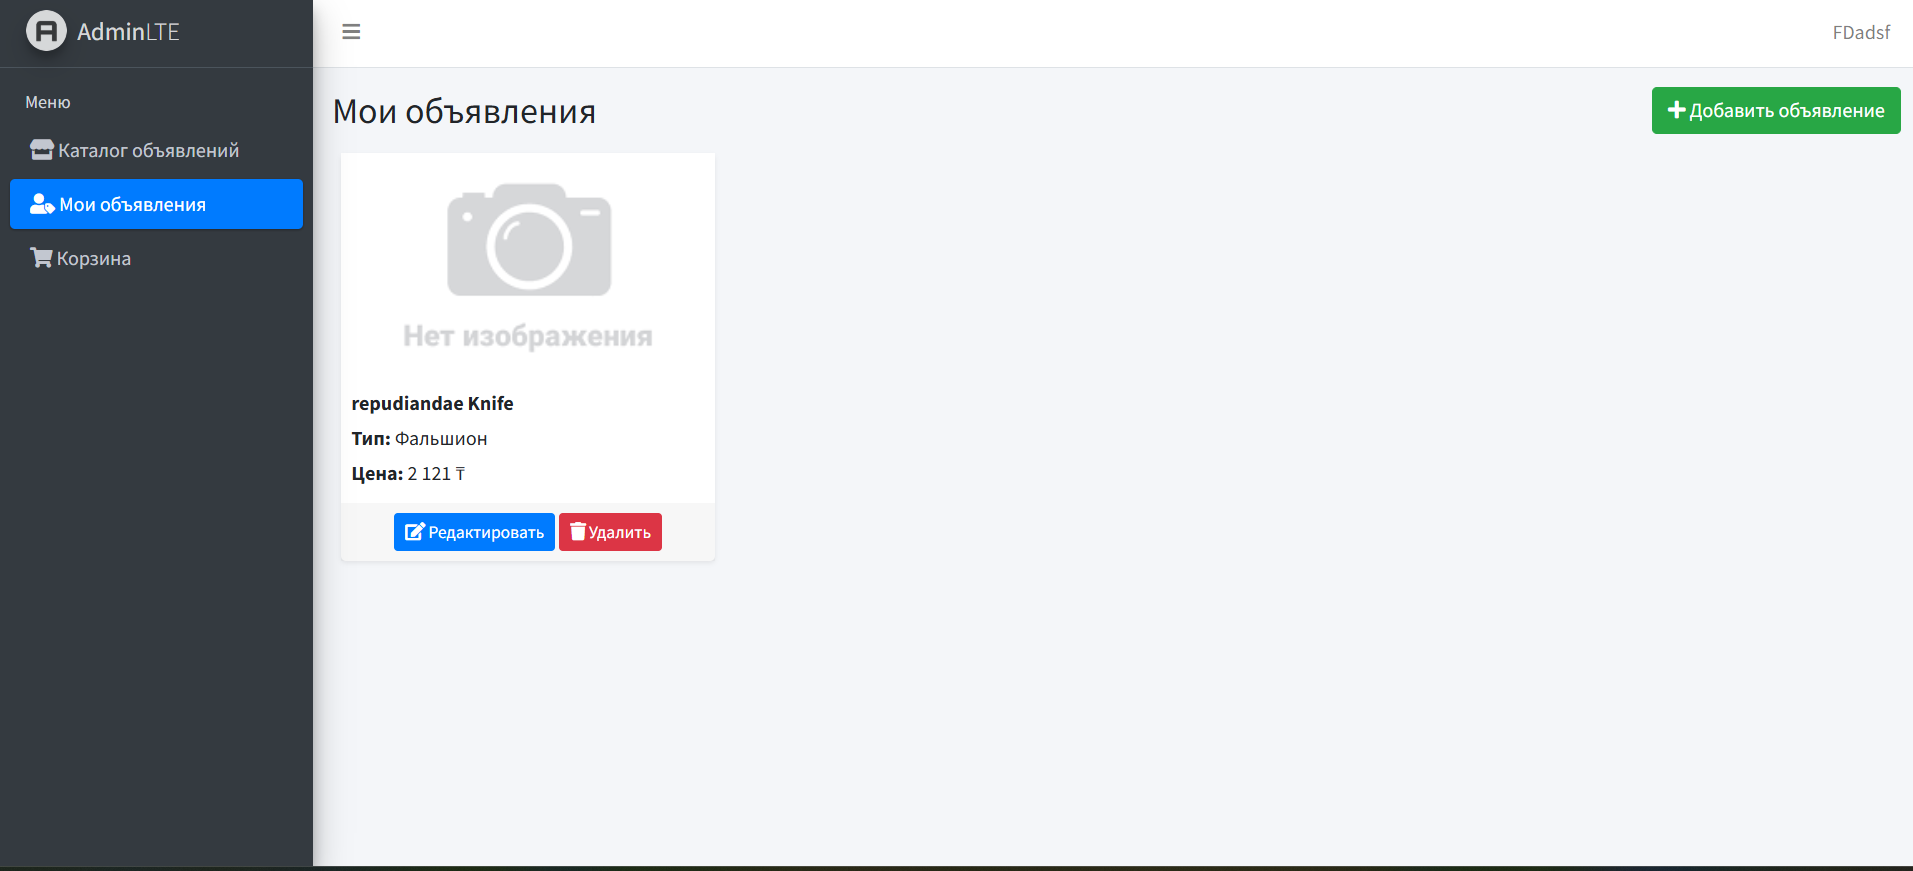 AdminLTE
FDadsf
Меню
Каталог объявлений
Мои объявления
Корзина
Мои объявления
Добавить объявление
Нет изображения
repudiandae Knife
Тип: Фальшион
Цена: 2 121 ₸
Редактировать
Удалить